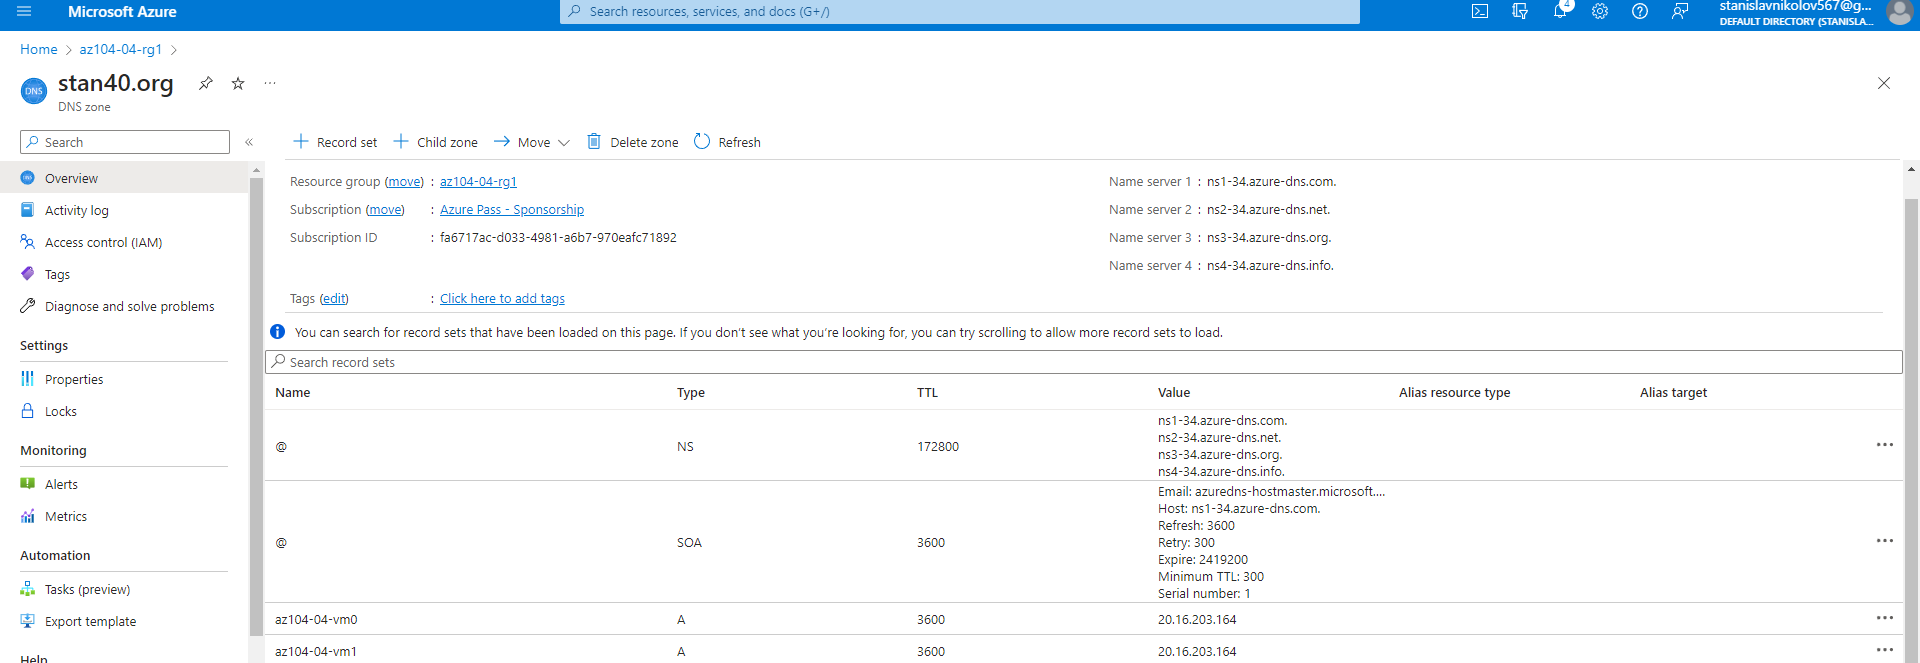 Microsoft Azure
Search resources, services, and docs (G+/)
4
stanislavnikolov567@g...
DEFAULT DIRECTORY (STANISLA...
Home > az104-04-rg1 >
DNS
stan40.org
...
DNS zone
Search
«
+ Record set + Child zone → Move Delete zone Refresh
Overview
Activity log
Access control (IAM)
Tags
Diagnose and solve problems
Settings
Properties
Locks
Monitoring
Alerts
Metrics
Automation
Tasks (preview)
Export template
Help
Resource group (move) : az104-04-rg1
Subscription (move) : Azure Pass - Sponsorship
Subscription ID : fa6717ac-d033-4981-a6b7-970eafc71892
Tags (edit) : Click here to add tags
Name server 1 : ns1-34.azure-dns.com.
Name server 2 : ns2-34.azure-dns.net.
Name server 3 : ns3-34.azure-dns.org.
Name server 4 : ns4-34.azure-dns.info.
You can search for record sets that have been loaded on this page. If you don't see what you're looking for, you can try scrolling to allow more record sets to load.
Search record sets
Name Type TTL Value Alias resource type Alias target
@ NS 172800
ns1-34.azure-dns.com.
ns2-34.azure-dns.net.
ns3-34.azure-dns.org.
ns4-34.azure-dns.info.
...
@ SOA 3600
Email: azuredns-hostmaster.microsoft....
Host: ns1-34.azure-dns.com.
Refresh: 3600
Retry: 300
Expire: 2419200
Minimum TTL: 300
Serial number: 1
...
az104-04-vm0 A 3600 20.16.203.164 ...
az104-04-vm1 A 3600 20.16.203.164 ...